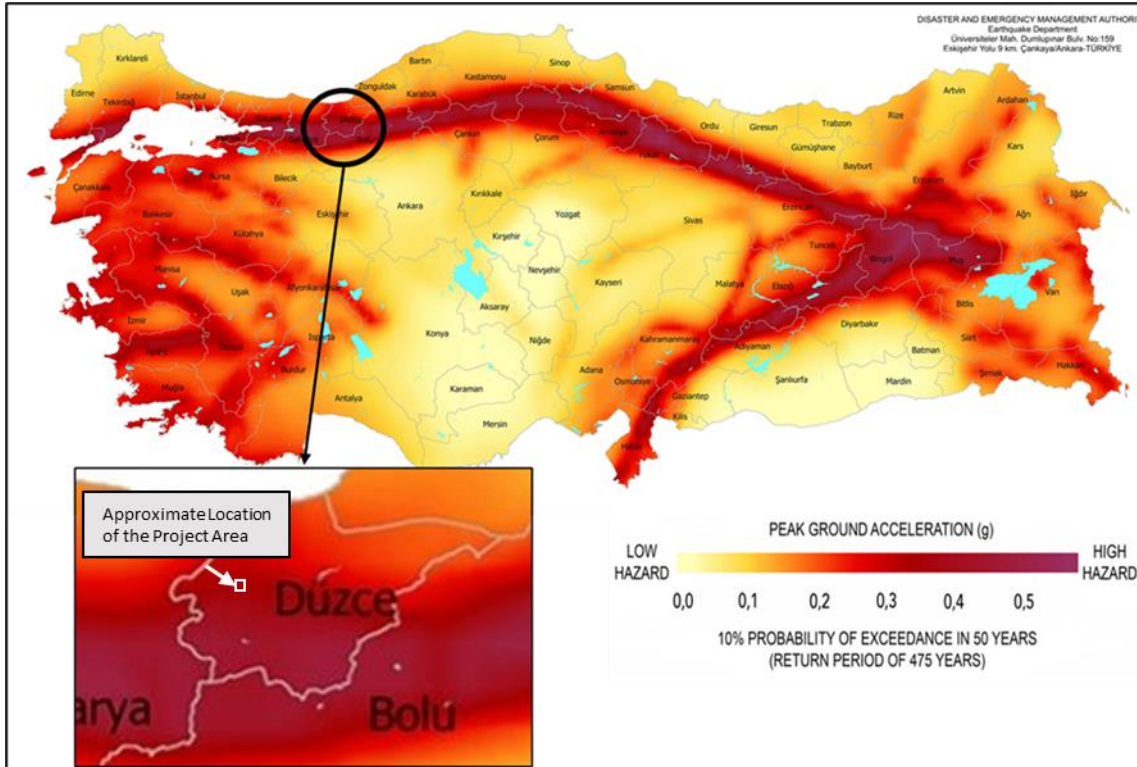 DISASTER AND EMERGENCY MANAGEMENT AUTHORI
Earthquake Department
Üniversiteler Mah. Dumlupınar Bulv. No:159
Eskişehir Yolu 9 km. Çankaya/Ankara-TÜRKİYE
Kırklareli
Edirne
Tekirdağ
İstanbul
Zonguldak
Bartın
Karabük
Kastamonu
Sinop
Samsun
Çankırı
Çorum
Amasya
Tokat
Ordu
Giresun
Trabzon
Rize
Artvin
Ardahan
Kars
Gümüşhane
Bayburt
Erzurum
Iğdır
Ağrı
Çanakkale
Bursa
Bilecik
Eskişehir
Ankara
Kırıkkale
Yozgat
Sivas
Erzincan
Balıkesir
Kütahya
Kırşehir
Tunceli
Bingöl
Muş
Manisa
Uşak
Afyonkarahisar
Nevşehir
Kayseri
Malatya
Elazığ
Bitlis
Van
İzmir
Aksaray
Konya
Isparta
Niğde
Kahramanmaraş
Adıyaman
Diyarbakır
Batman
Siirt
Aydın
Denizli
Burdur
Muğla
Antalya
Karaman
Mersin
Adana
Osmaniye
Gaziantep
Kilis
Şanlıurfa
Mardin
Şırnak
Hakkari
Hatay
Approximate Location
of the Project Area
Düzce
arya
Bolu
PEAK GROUND ACCELERATION (g)
LOW
HAZARD
HIGH
HAZARD
0,0 0,1 0,2 0,3 0,4 0,5
10% PROBABILITY OF EXCEEDANCE IN 50 YEARS
(RETURN PERIOD OF 475 YEARS)